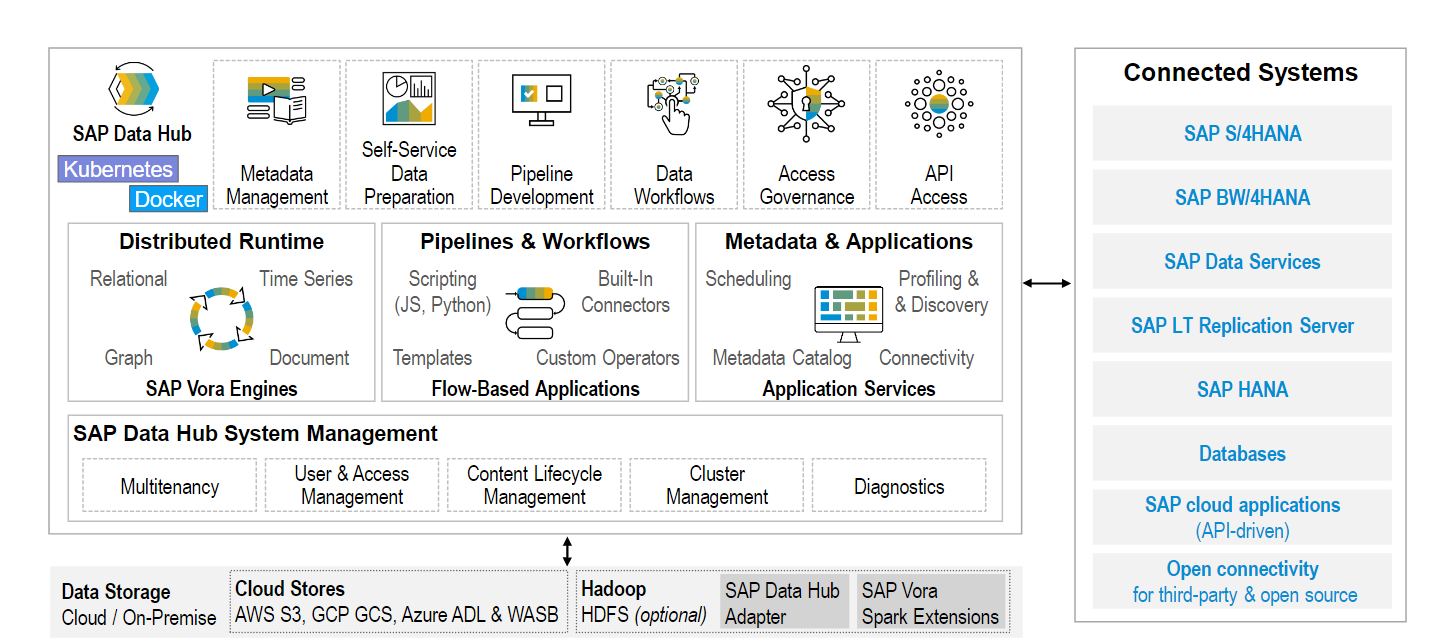 SAP Data Hub
Kubernetes
Docker
Metadata
Management
Self-Service
Data
Preparation
Pipeline
Development
Data
Workflows
Access
Governance
API
Access
Distributed Runtime
Relational
Time Series
Graph
Document
SAP Vora Engines
Pipelines & Workflows
Scripting
(JS, Python)
Built-In
Connectors
Templates
Custom Operators
Flow-Based Applications
Metadata & Applications
Scheduling
Profiling &
& Discovery
Metadata Catalog
Connectivity
Application Services
SAP Data Hub System Management
Multitenancy
User & Access
Management
Content Lifecycle
Management
Cluster
Management
Diagnostics
Data Storage
Cloud / On-Premise
Cloud Stores
AWS S3, GCP GCS, Azure ADL & WASB
Hadoop
HDFS (optional)
SAP Data Hub
Adapter
SAP Vora
Spark Extensions
Connected Systems
SAP S/4HANA
SAP BW/4HANA
SAP Data Services
SAP LT Replication Server
SAP HANA
Databases
SAP cloud applications
(API-driven)
Open connectivity
for third-party & open source